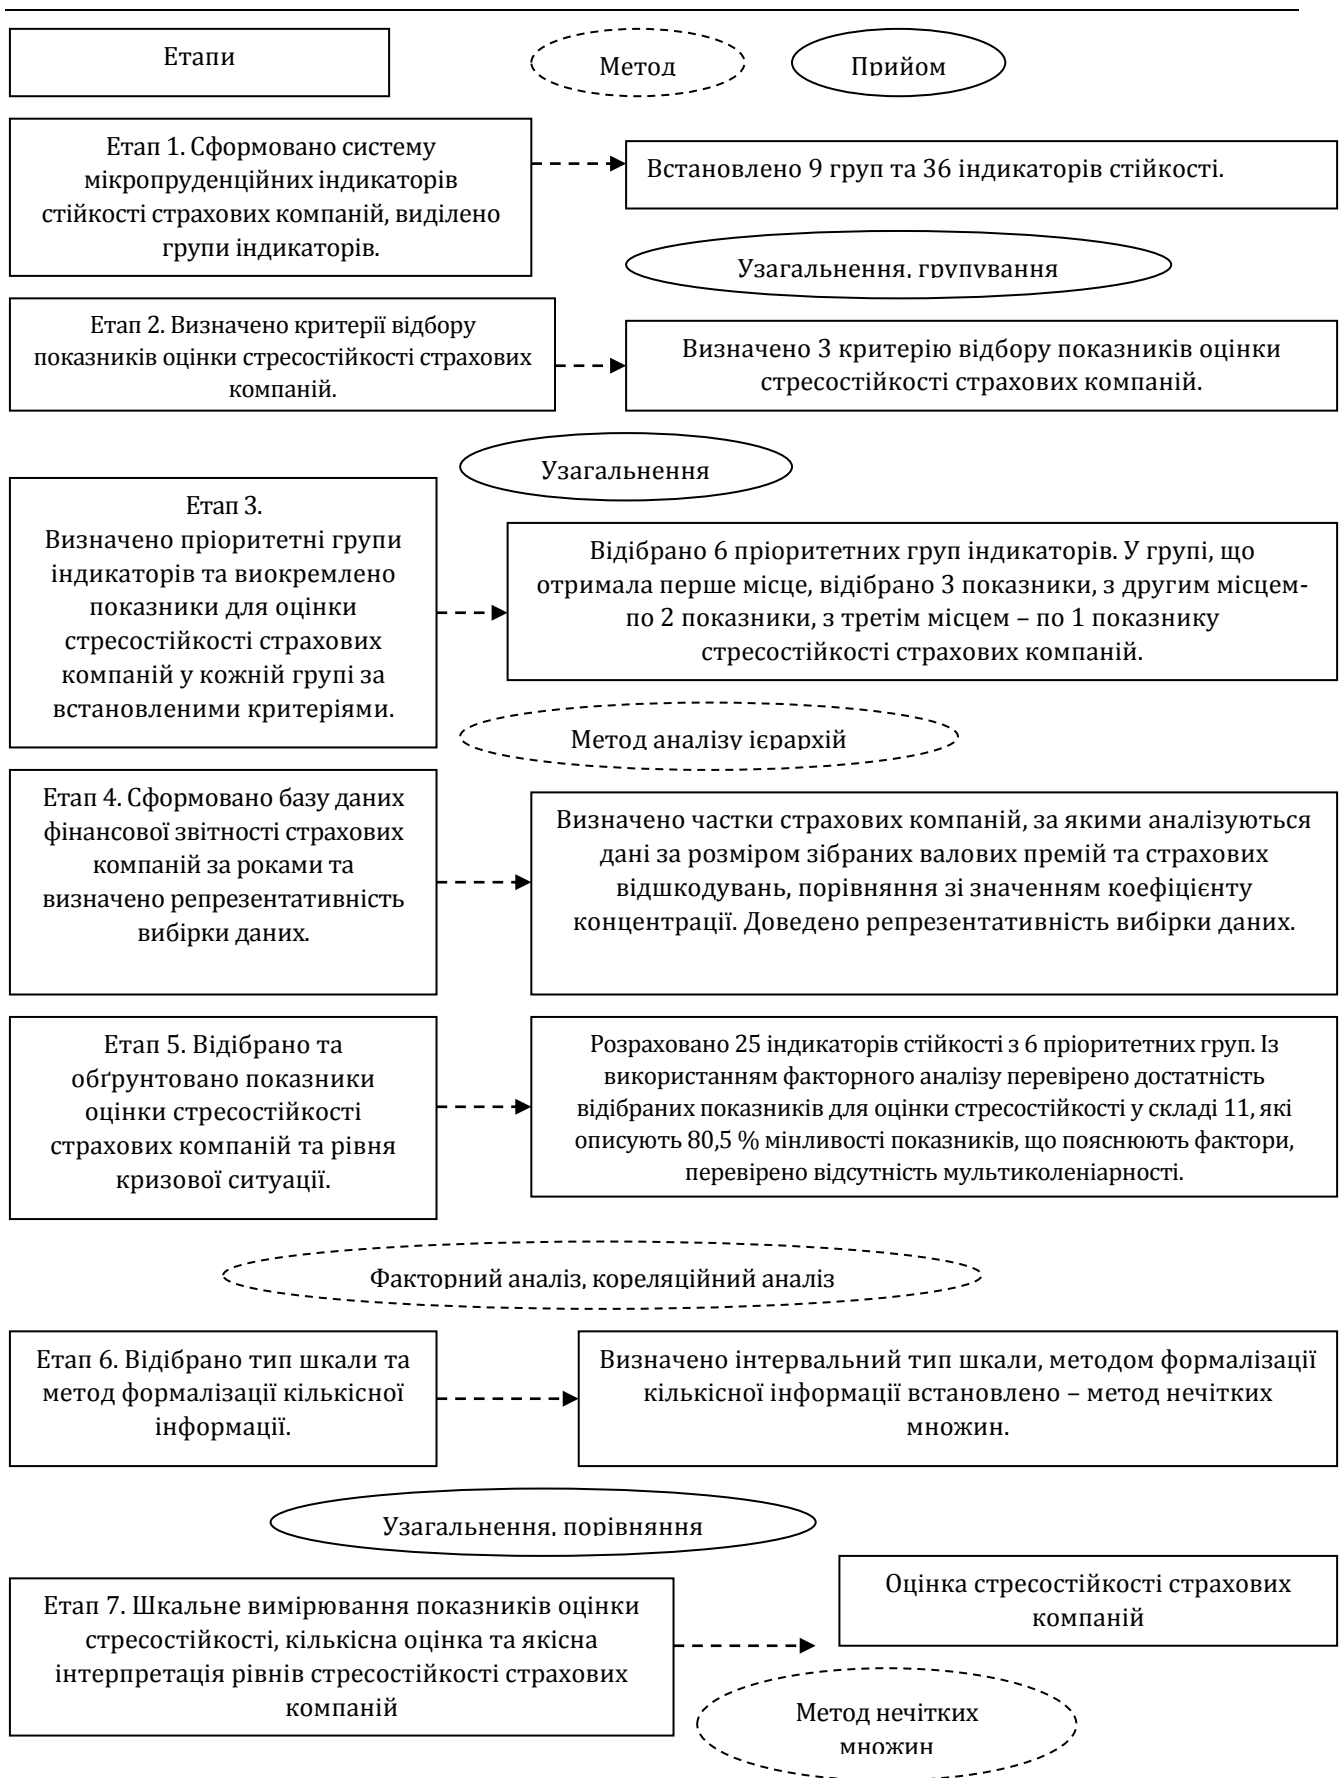 Етапи
Метод
Прийом
Етап 1. Сформовано систему
мікропруденційних індикаторів
стійкості страхових компаній, виділено
групи індикаторів.
Встановлено 9 груп та 36 індикаторів стійкості.
Узагальнення, групування
Етап 2. Визначено критерії відбору
показників оцінки стресостійкості страхових
компаній.
Визначено 3 критерію відбору показників оцінки
стресостійкості страхових компаній.
Узагальнення
Етап 3.
Визначено пріоритетні групи
індикаторів та виокремлено
показники для оцінки
стресостійкості страхових
компаній у кожній групі за
встановленими критеріями.
Відібрано 6 пріоритетних груп індикаторів. У групі, що
отримала перше місце, відібрано 3 показники, з другим місцем-
по 2 показники, з третім місцем – по 1 показнику
стресостійкості страхових компаній.
Метод аналізу ієрархій
Етап 4. Сформовано базу даних
фінансової звітності страхових
компаній за роками та
визначено репрезентативність
вибірки даних.
Визначено частки страхових компаній, за якими аналізуються
дані за розміром зібраних валових премій та страхових
відшкодувань, порівняння зі значенням коефіцієнту
концентрації. Доведено репрезентативність вибірки даних.
Етап 5. Відібрано та
обґрунтовано показники
оцінки стресостійкості
страхових компаній та рівня
кризової ситуації.
Розраховано 25 індикаторів стійкості з 6 пріоритетних груп. Із
використанням факторного аналізу перевірено достатність
відібраних показників для оцінки стресостійкості у складі 11, які
описують 80,5 % мінливості показників, що пояснюють фактори,
перевірено відсутність мультиколеніарності.
Факторний аналіз, кореляційний аналіз
Етап 6. Відібрано тип шкали та
метод формалізації кількісної
інформації.
Визначено інтервальний тип шкали, методом формалізації
кількісної інформації встановлено – метод нечітких
множин.
Узагальнення, порівняння
Етап 7. Шкальне вимірювання показників оцінки
стресостійкості, кількісна оцінка та якісна
інтерпретація рівнів стресостійкості страхових
компаній
Оцінка стресостійкості страхових
компаній
Метод нечітких
множин